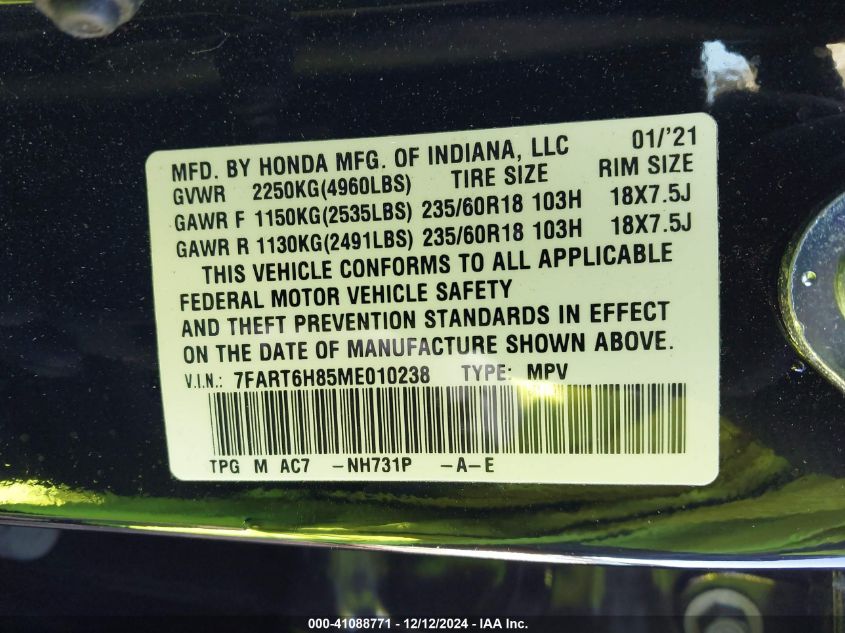 MFD. BY HONDA MFG. OF INDIANA, LLC 01/'21
GVWR 2250KG(4960LBS) TIRE SIZE RIM SIZE
GAWR F 1150KG(2535LBS) 235/60R18 103H 18X7.5J
GAWR R 1130KG(2491LBS) 235/60R18 103H 18X7.5J
THIS VEHICLE CONFORMS TO ALL APPLICABLE
FEDERAL MOTOR VEHICLE SAFETY
AND THEFT PREVENTION STANDARDS IN EFFECT
ON THE DATE OF MANUFACTURE SHOWN ABOVE.
V.I.N.: 7FART6H85ME010238 TYPE: MPV
TPG M AC7 -NH731P -A-E
000-41088771 - 12/12/2024 - IAA Inc.